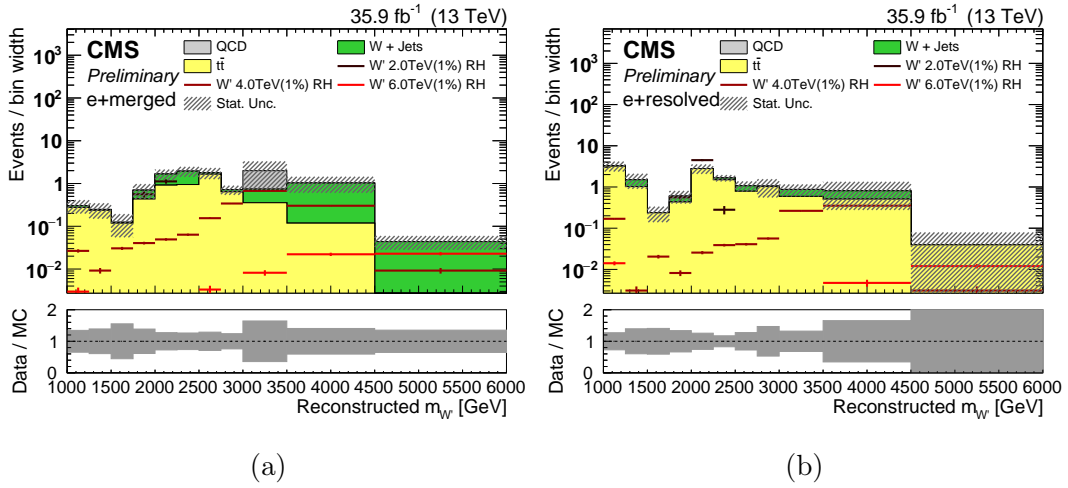 35.9 fb⁻¹ (13 TeV)
CMS
Preliminary
e+merged
QCD
W + Jets
tt̄
W' 2.0TeV(1%) RH
W' 4.0TeV(1%) RH
W' 6.0TeV(1%) RH
Stat. Unc.
Events / bin width
10³
10²
10
1
10⁻¹
10⁻²
Data / MC
2
1
0
1000 1500 2000 2500 3000 3500 4000 4500 5000 5500 6000
Reconstructed m_W' [GeV]
(a)
35.9 fb⁻¹ (13 TeV)
CMS
Preliminary
e+resolved
QCD
W + Jets
tt̄
W' 2.0TeV(1%) RH
W' 4.0TeV(1%) RH
W' 6.0TeV(1%) RH
Stat. Unc.
Events / bin width
10³
10²
10
1
10⁻¹
10⁻²
Data / MC
2
1
0
1000 1500 2000 2500 3000 3500 4000 4500 5000 5500 6000
Reconstructed m_W' [GeV]
(b)